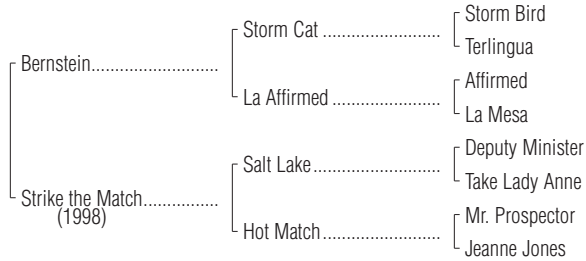 Storm Bird
Storm Cat
Terlingua
Bernstein
Affirmed
La Affirmed
La Mesa
Deputy Minister
Salt Lake
Take Lady Anne
Strike the Match
(1998)
Mr. Prospector
Hot Match
Jeanne Jones